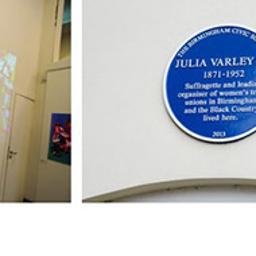 THE BIRMINGHAM CIVIC
JULIA VARLEY
1871-1952
Suffragette and
organiser of women's
unions in Birmingham
and the Black Country
lived here.
2013